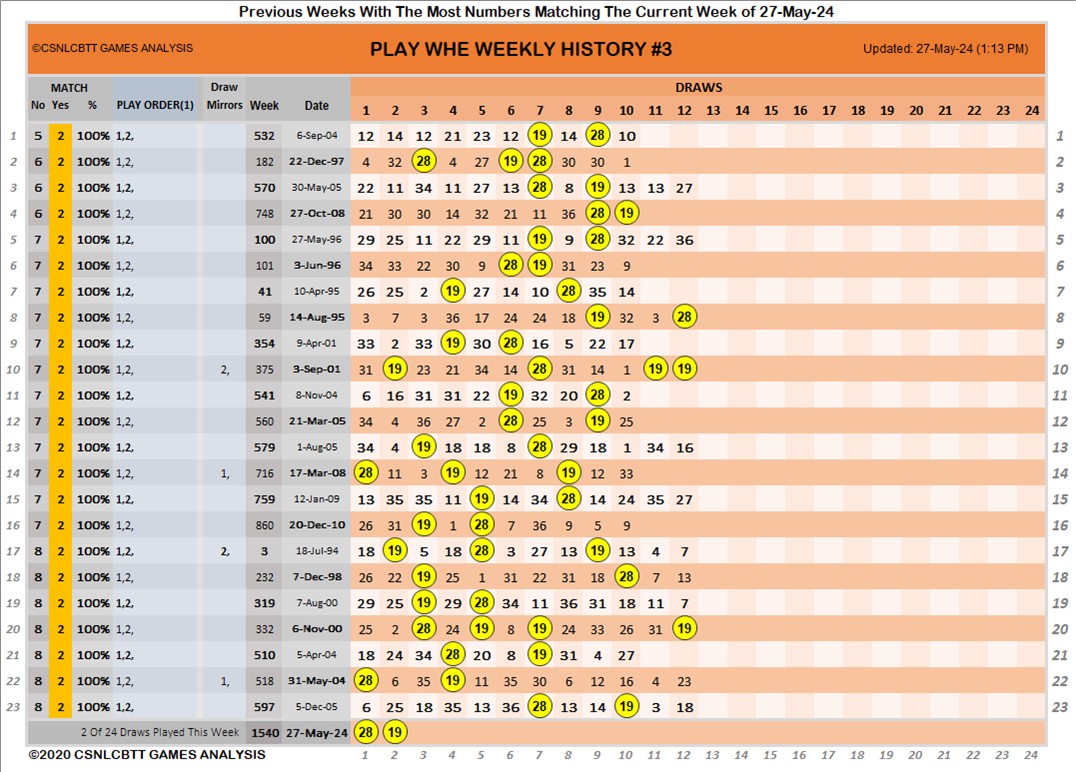 Previous Weeks With The Most Numbers Matching The Current Week of 27-May-24
©CSNLCBTT GAMES ANALYSIS PLAY WHE WEEKLY HISTORY #3 Updated: 27-May-24 (1:13 PM)
MATCH Draw DRAWS
No Yes % PLAY ORDER(1) Mirrors Week Date 1 2 3 4 5 6 7 8 9 10 11 12 13 14 15 16 17 18 19 20 21 22 23 24
1 5 2 100% 1,2, 532 6-Sep-04 12 14 12 21 23 12 19 14 28 10 1
2 6 2 100% 1,2, 182 22-Dec-97 4 32 28 4 27 19 28 30 30 1 2
3 6 2 100% 1,2, 570 30-May-05 22 11 34 11 27 13 28 8 19 13 13 27 3
4 6 2 100% 1,2, 748 27-Oct-08 21 30 30 14 32 21 11 36 28 19 4
5 7 2 100% 1,2, 100 27-May-96 29 25 11 22 29 11 19 9 28 32 22 36 5
6 7 2 100% 1,2, 101 3-Jun-96 34 33 22 30 9 28 19 31 23 9 6
7 7 2 100% 1,2, 41 10-Apr-95 26 25 2 19 27 14 10 28 35 14 7
8 7 2 100% 1,2, 59 14-Aug-95 3 7 3 36 17 24 24 18 19 32 3 28 8
9 7 2 100% 1,2, 354 9-Apr-01 33 2 33 19 30 28 16 5 22 17 9
10 7 2 100% 1,2, 2, 375 3-Sep-01 31 19 23 21 34 14 28 31 14 1 19 19 10
11 7 2 100% 1,2, 541 8-Nov-04 6 16 31 31 22 19 32 20 28 2 11
12 7 2 100% 1,2, 560 21-Mar-05 34 4 36 27 2 28 25 3 19 25 12
13 7 2 100% 1,2, 579 1-Aug-05 34 4 19 18 18 8 28 29 18 1 34 16 13
14 7 2 100% 1,2, 1, 716 17-Mar-08 28 11 3 19 12 21 8 19 12 33 14
15 7 2 100% 1,2, 759 12-Jan-09 13 35 35 11 19 14 34 28 14 24 35 27 15
16 7 2 100% 1,2, 860 20-Dec-10 26 31 19 1 28 7 36 9 5 9 16
17 8 2 100% 1,2, 2, 3 18-Jul-94 18 19 5 18 28 3 27 13 19 13 4 7 17
18 8 2 100% 1,2, 232 7-Dec-98 26 22 19 25 1 31 22 31 18 28 7 13 18
19 8 2 100% 1,2, 319 7-Aug-00 29 25 19 29 28 34 11 36 31 18 11 7 19
20 8 2 100% 1,2, 332 6-Nov-00 25 2 28 24 19 8 19 24 33 26 31 19 20
21 8 2 100% 1,2, 510 5-Apr-04 18 24 34 28 20 8 19 31 4 27 21
22 8 2 100% 1,2, 1, 518 31-May-04 28 6 35 19 11 35 30 6 12 16 4 23 22
23 8 2 100% 1,2, 597 5-Dec-05 6 25 18 35 13 36 28 13 14 19 3 18 23
2 Of 24 Draws Played This Week 1540 27-May-24 28 19
©2020 CSNLCBTT GAMES ANALYSIS 1 2 3 4 5 6 7 8 9 10 11 12 13 14 15 16 17 18 19 20 21 22 23 24